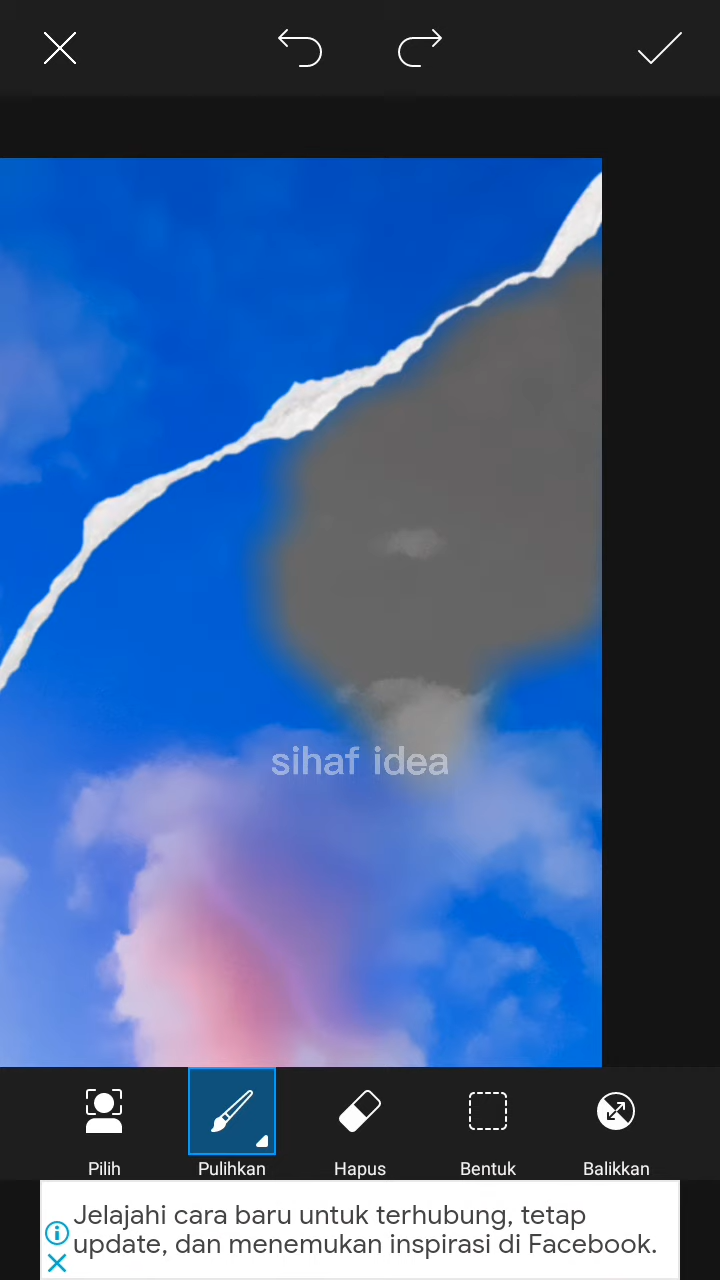 sihaf idea
Pilih
Pulihkan
Hapus
Bentuk
Balikkan
Jelajahi cara baru untuk terhubung, tetap
update, dan menemukan inspirasi di Facebook.